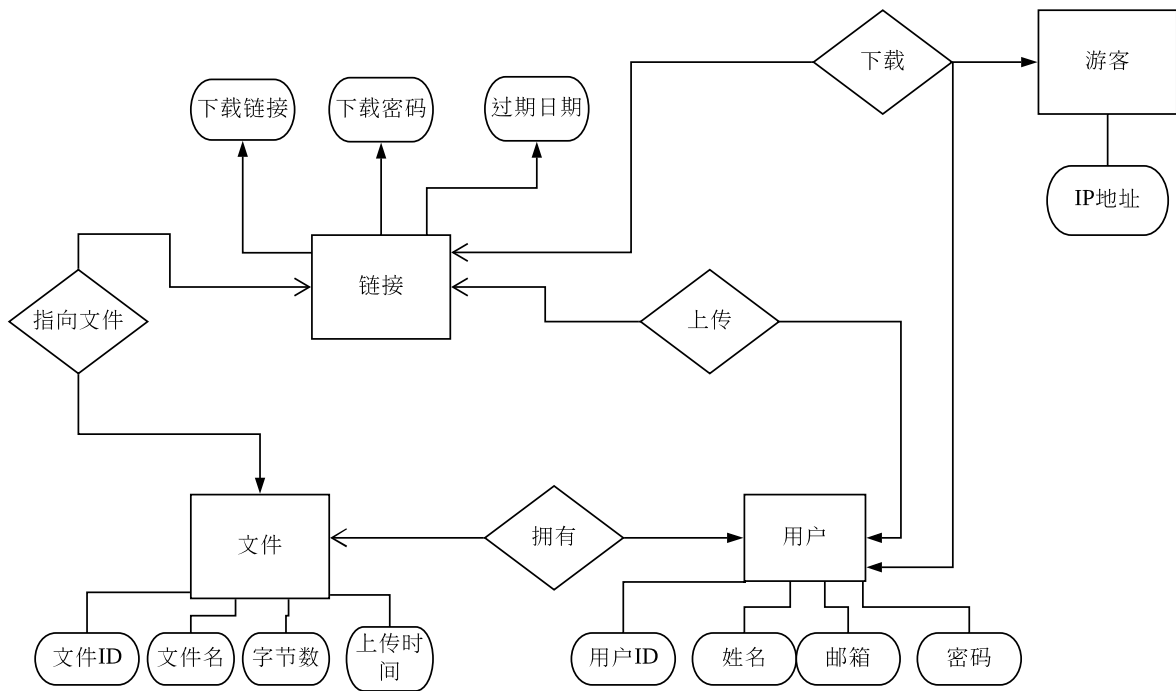 下载
游客
下载链接
下载密码
过期日期
IP地址
链接
指向文件
上传
文件
拥有
用户
文件ID
文件名
字节数
上传时
间
用户ID
姓名
邮箱
密码